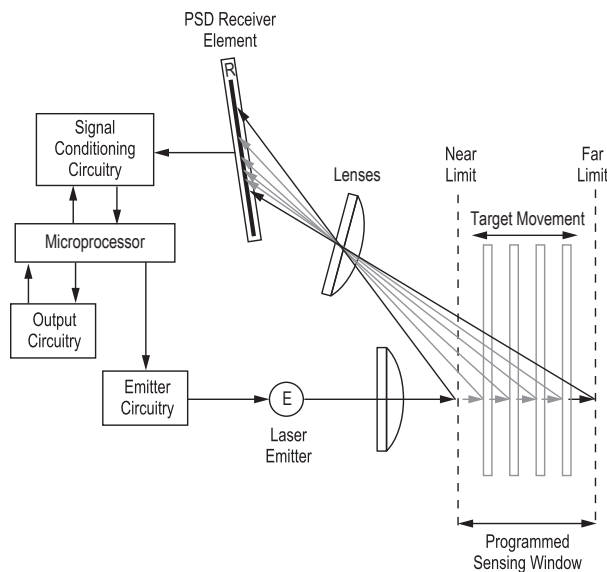 PSD Receiver
Element
R
Signal
Conditioning
Circuitry
Lenses
Near
Limit
Far
Limit
Target Movement
Microprocessor
Output
Circuitry
Emitter
Circuitry
E
Laser
Emitter
Programmed
Sensing Window